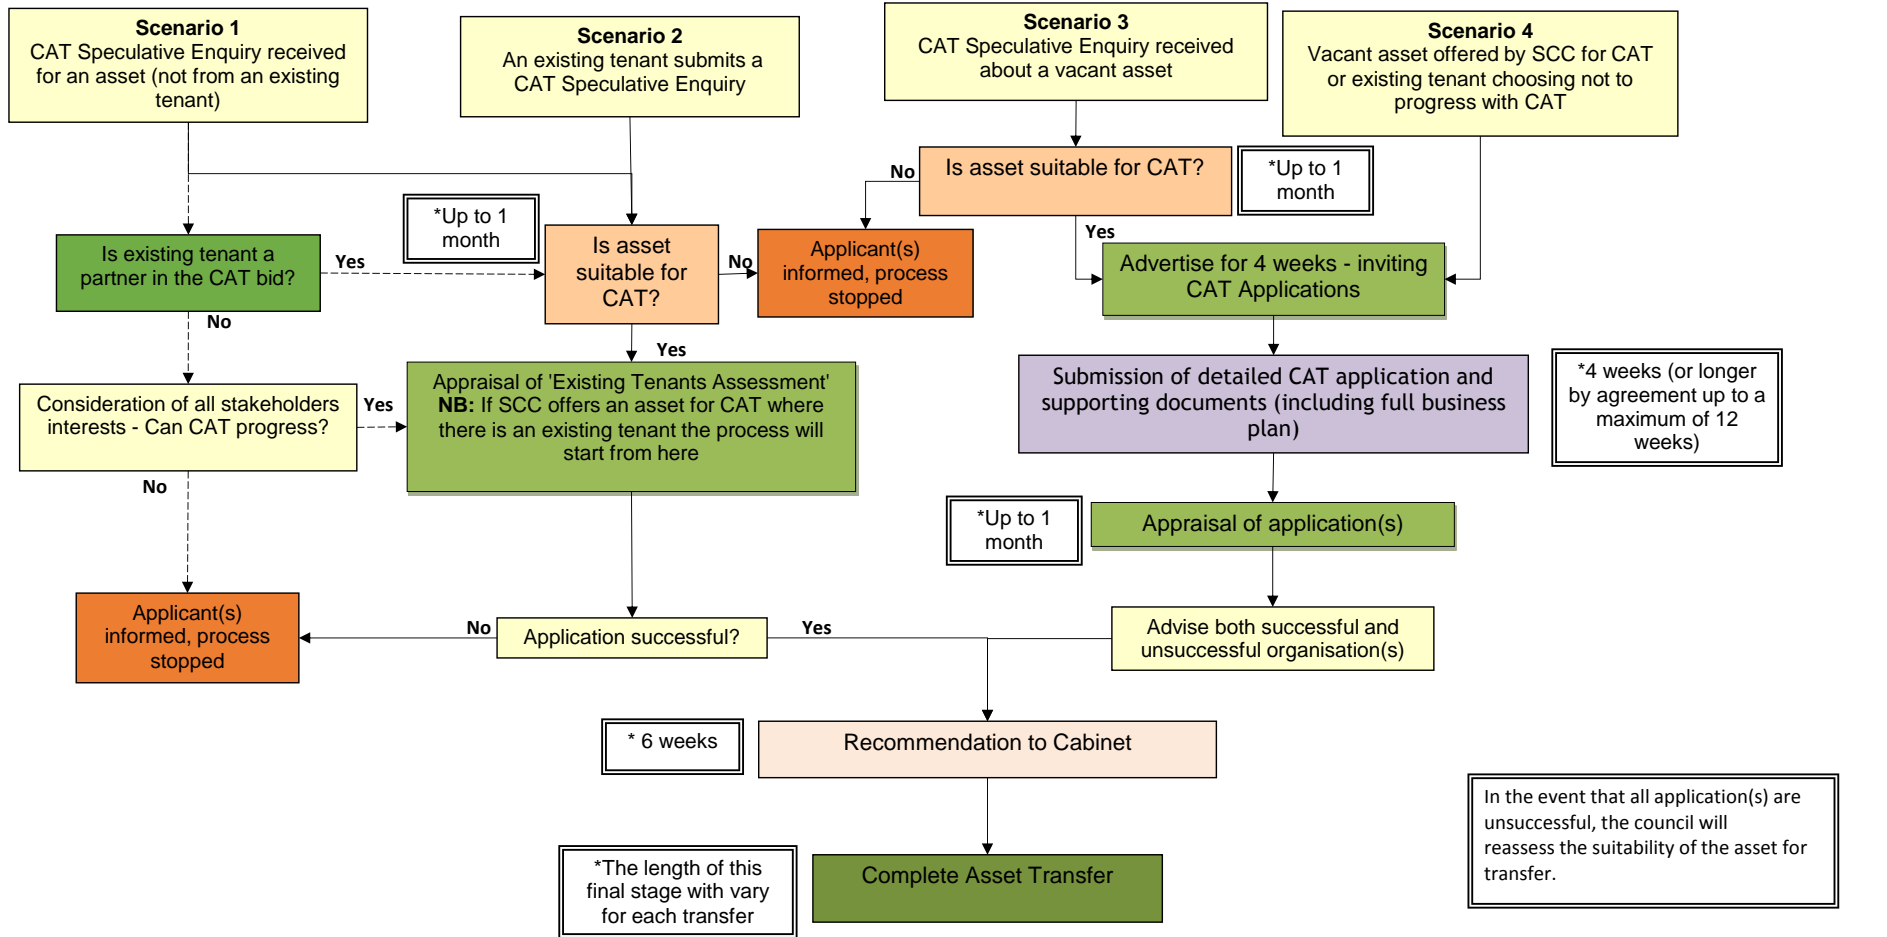 Scenario 1
CAT Speculative Enquiry received
for an asset (not from an existing
tenant)
Scenario 2
An existing tenant submits a
CAT Speculative Enquiry
Scenario 3
CAT Speculative Enquiry received
about a vacant asset
Scenario 4
Vacant asset offered by SCC for CAT
or existing tenant choosing not to
progress with CAT
Is asset suitable for CAT?
*Up to 1
month
No
Yes
*Up to 1
month
Is existing tenant a
partner in the CAT bid?
Yes
No
Is asset
suitable for
CAT?
No
Yes
Applicant(s)
informed, process
stopped
Advertise for 4 weeks - inviting
CAT Applications
Consideration of all stakeholders
interests - Can CAT progress?
Yes
No
Appraisal of 'Existing Tenants Assessment'
NB: If SCC offers an asset for CAT where
there is an existing tenant the process will
start from here
Submission of detailed CAT application and
supporting documents (including full business
plan)
*4 weeks (or longer
by agreement up to a
maximum of 12
weeks)
*Up to 1
month
Appraisal of application(s)
Applicant(s)
informed, process
stopped
No
Application successful?
Yes
Advise both successful and
unsuccessful organisation(s)
* 6 weeks
Recommendation to Cabinet
In the event that all application(s) are
unsuccessful, the council will
reassess the suitability of the asset for
transfer.
*The length of this
final stage with vary
for each transfer
Complete Asset Transfer